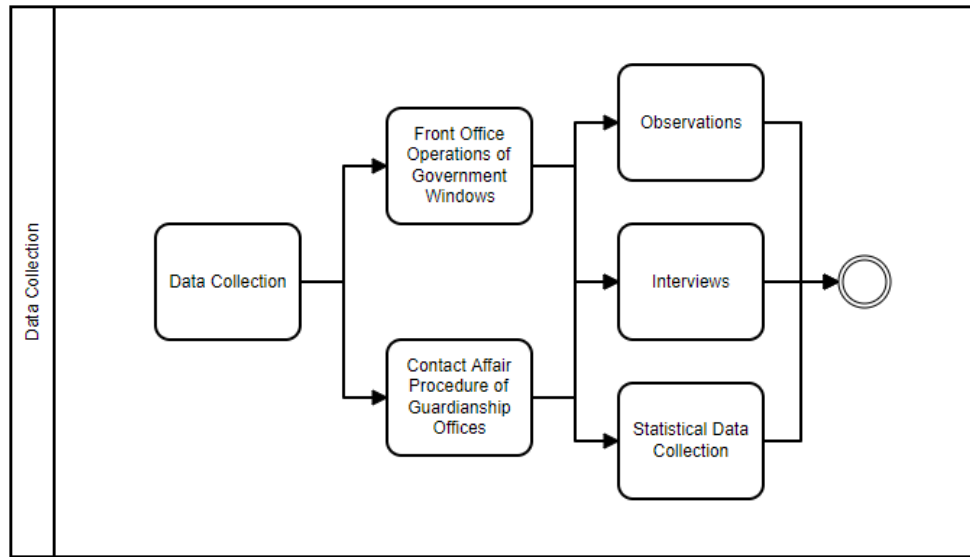 Data Collection
Data Collection
Front Office
Operations of
Government
Windows
Contact Affair
Procedure of
Guardianship
Offices
Observations
Interviews
Statistical Data
Collection